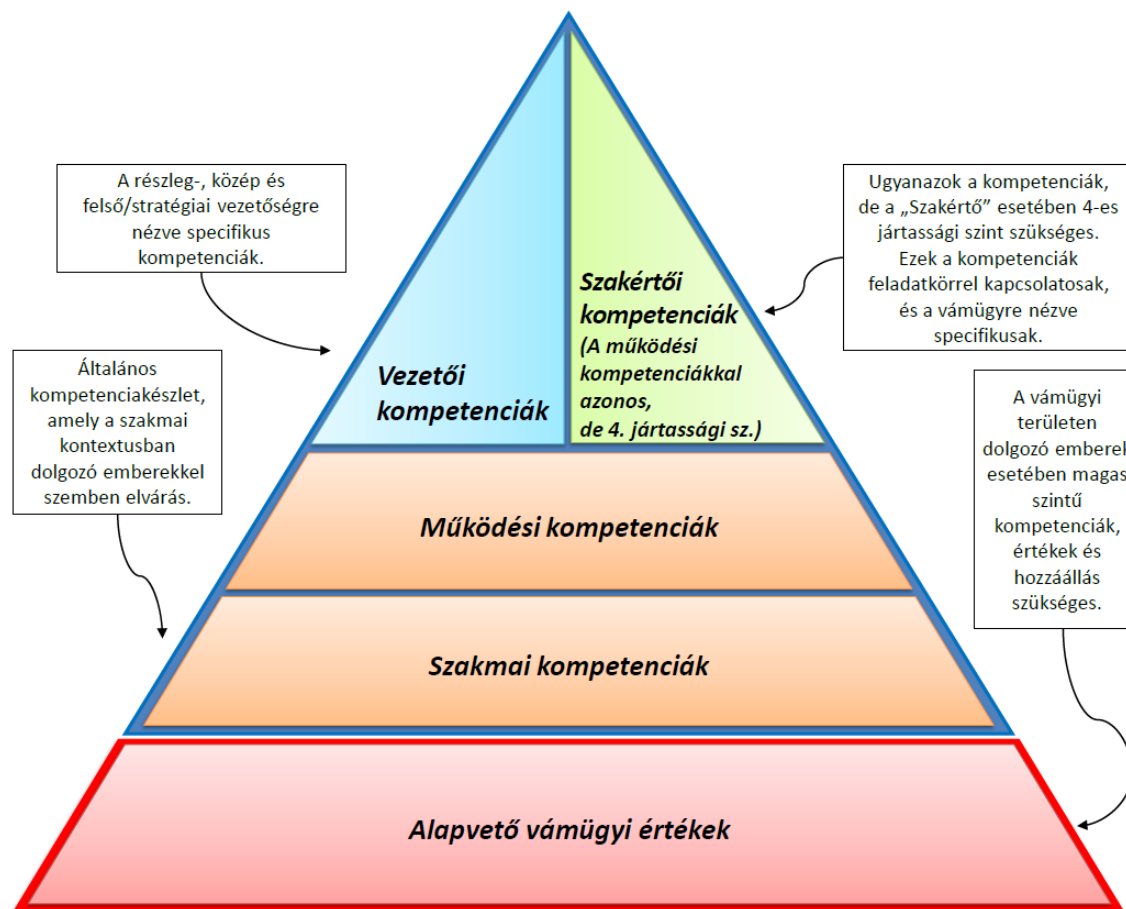 A részleg-, közép és
felső/stratégiai vezetőségre
nézve specifikus
kompetenciák.
Ugyanazok a kompetenciák,
de a „Szakértő” esetében 4-es
jártassági szint szükséges.
Ezek a kompetenciák
feladatkörrel kapcsolatosak,
és a vámügyre nézve
specifikusak.
Általános
kompetenciakészlet,
amely a szakmai
kontextusban
dolgozó emberekkel
szemben elvárás.
Vezetői
kompetenciák
Szakértői
kompetenciák
(A működési
kompetenciákkal
azonos,
de 4. jártassági sz.)
A vámügyi
területen
dolgozó emberek
esetében magas
szintű
kompetenciák,
értékek és
hozzáállás
szükséges.
Működési kompetenciák
Szakmai kompetenciák
Alapvető vámügyi értékek